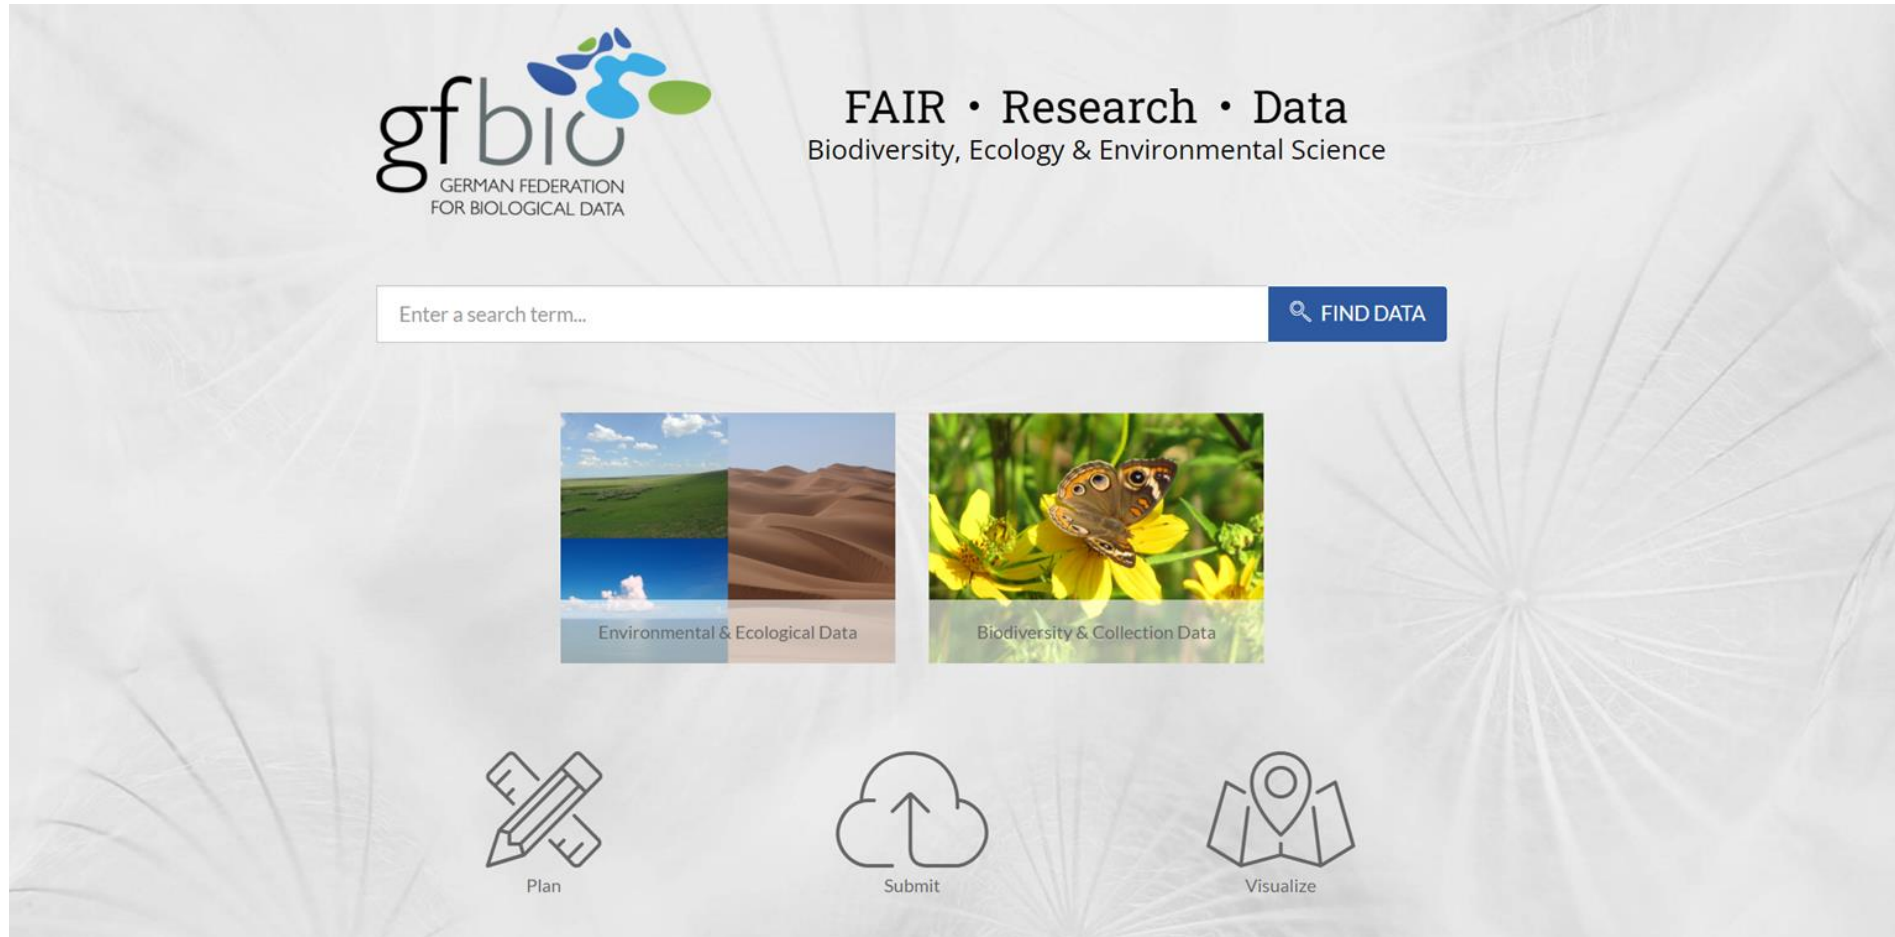 gfbio
GERMAN FEDERATION
FOR BIOLOGICAL DATA
FAIR • Research • Data
Biodiversity, Ecology & Environmental Science
Enter a search term...
FIND DATA
Environmental & Ecological Data
Biodiversity & Collection Data
Plan
Submit
Visualize